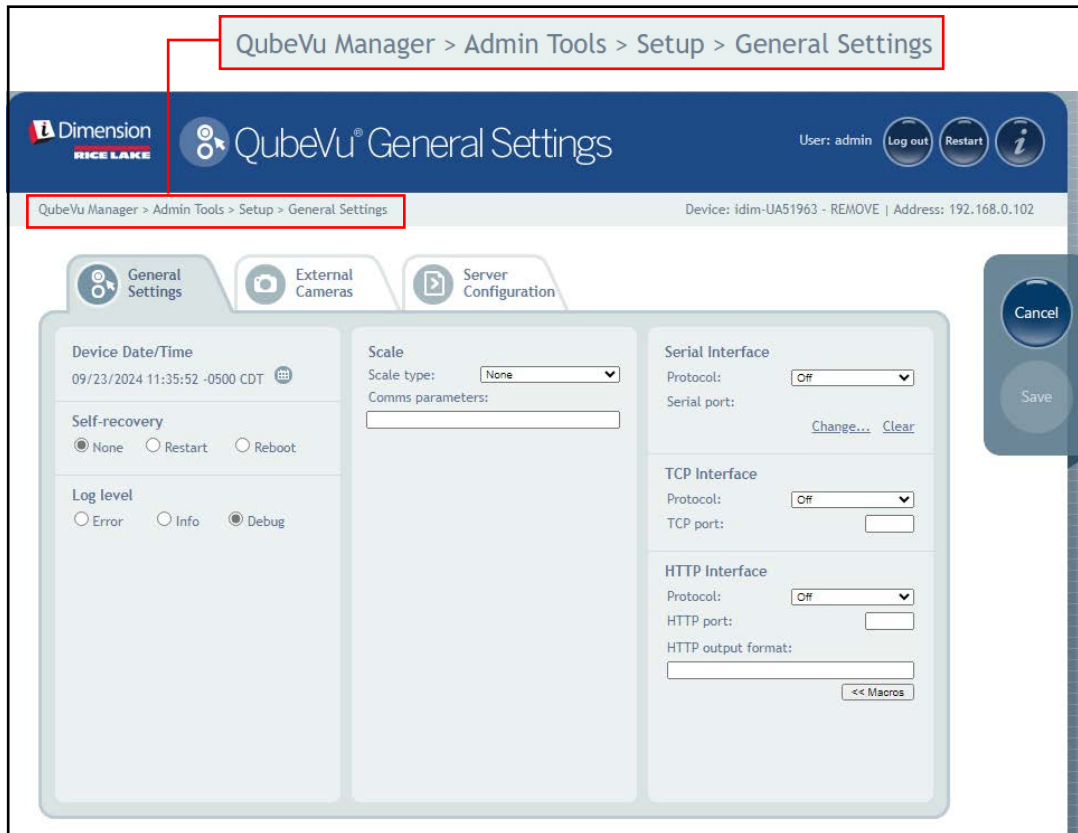 QubeVu Manager > Admin Tools > Setup > General Settings
iDimension
RICE LAKE
QubeVu® General Settings
User: admin
Log out
Restart
i
QubeVu Manager > Admin Tools > Setup > General Settings
Device: idim-UA51963 - REMOVE | Address: 192.168.0.102
General
Settings
External
Cameras
Server
Configuration
Cancel
Save
Device Date/Time
09/23/2024 11:35:52 -0500 CDT
Self-recovery
None Restart Reboot
Log level
Error Info Debug
Scale
Scale type: None
Comms parameters:
Serial Interface
Protocol: Off
Serial port:
Change... Clear
TCP Interface
Protocol: Off
TCP port:
HTTP Interface
Protocol: Off
HTTP port:
HTTP output format:
<< Macros